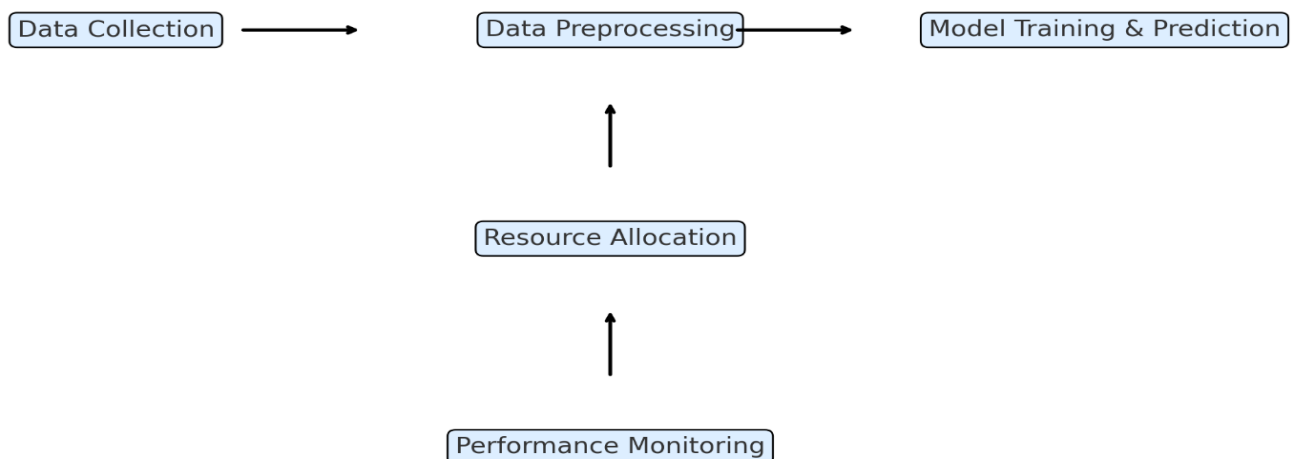 Data Collection
Data Preprocessing
Model Training & Prediction
Resource Allocation
Performance Monitoring